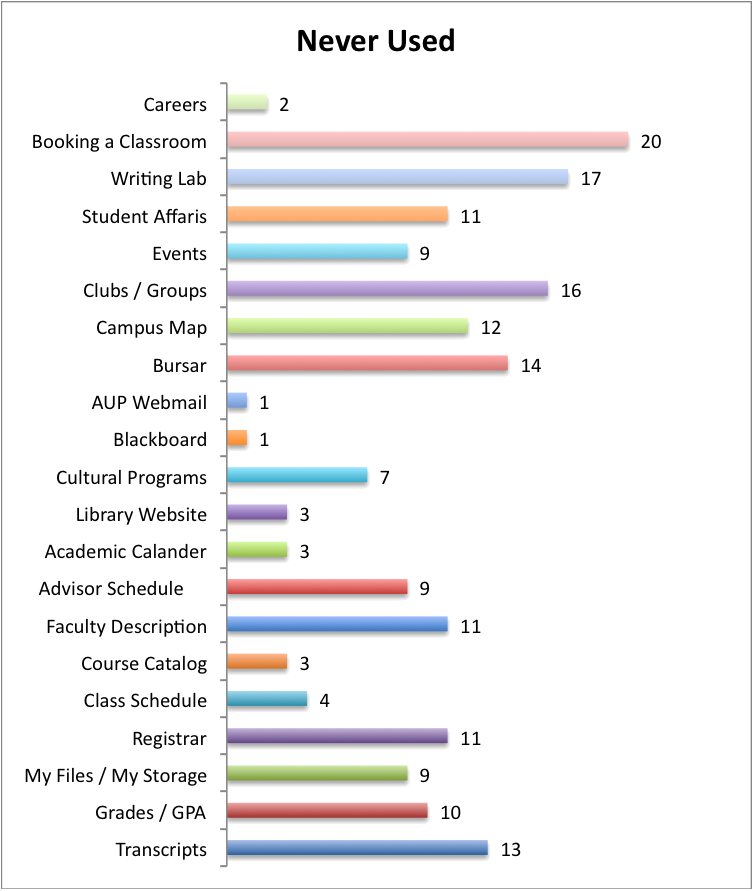 Never Used
Careers 2
Booking a Classroom 20
Writing Lab 17
Student Affaris 11
Events 9
Clubs / Groups 16
Campus Map 12
Bursar 14
AUP Webmail 1
Blackboard 1
Cultural Programs 7
Library Website 3
Academic Calander 3
Advisor Schedule 9
Faculty Description 11
Course Catalog 3
Class Schedule 4
Registrar 11
My Files / My Storage 9
Grades / GPA 10
Transcripts 13